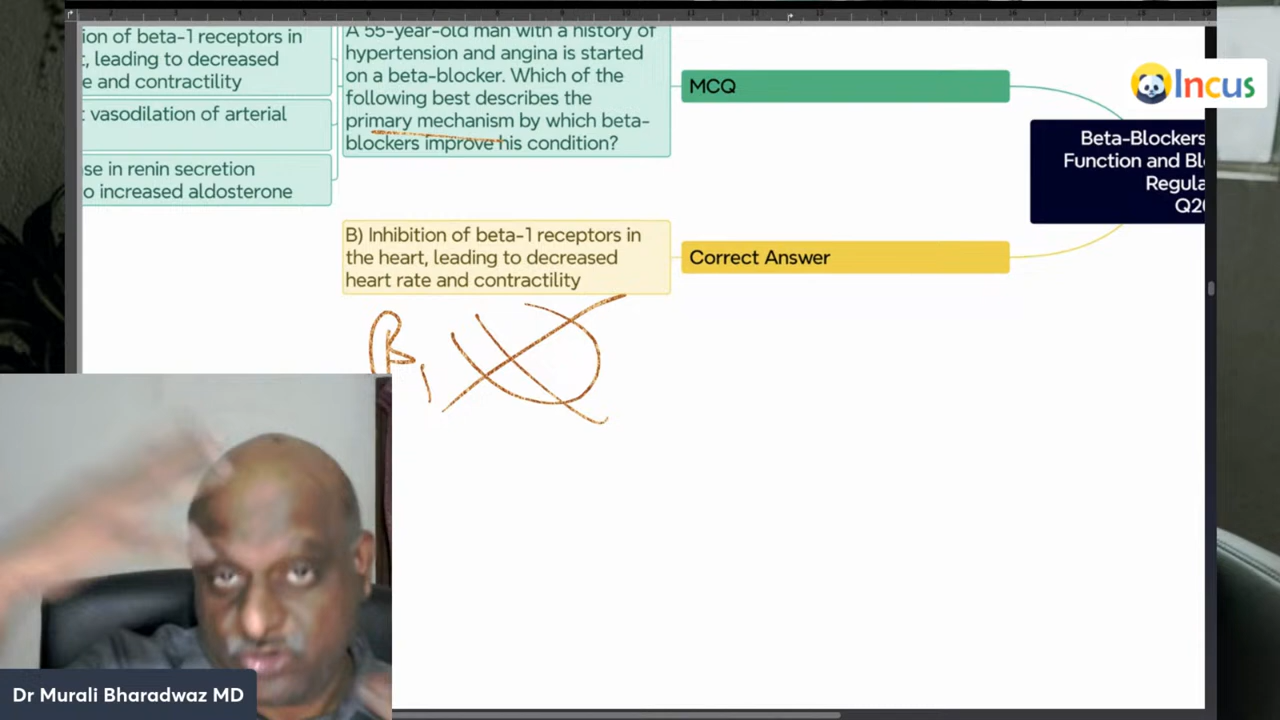 ion of beta-1 receptors in
, leading to decreased
e and contractility
vasodilation of arterial
se in renin secretion
o increased aldosterone
A 55-year-old man with a history of
hypertension and angina is started
on a beta-blocker. Which of the
following best describes the
primary mechanism by which beta-
blockers improve his condition?
MCQ
Incus
Beta-Blockers
Function and Bl
Regula
Q20
B) Inhibition of beta-1 receptors in
the heart, leading to decreased
heart rate and contractility
Correct Answer
β1
Dr Murali Bharadwaz MD